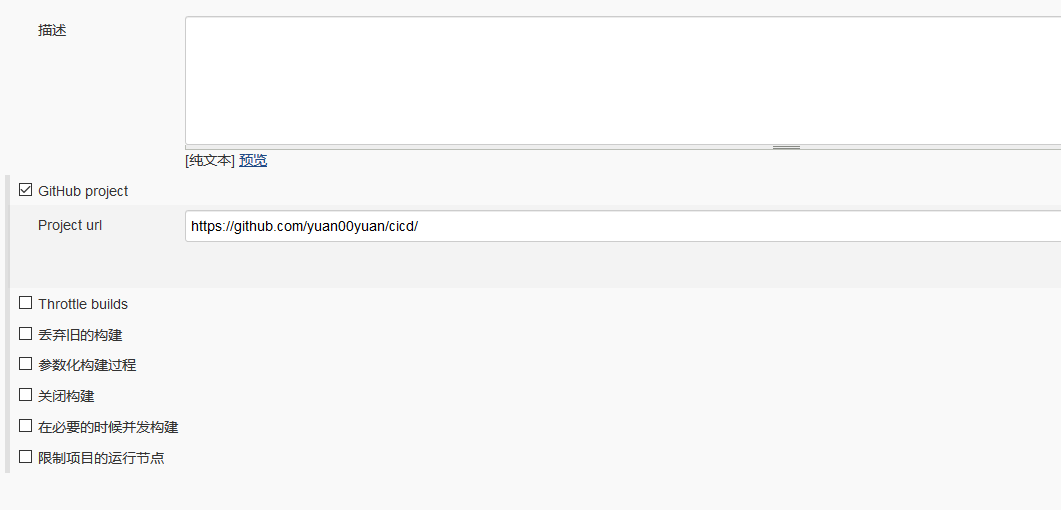 描述
[纯文本] 预览
GitHub project
Project url
https://github.com/yuan00yuan/cicd/
Throttle builds
丢弃旧的构建
参数化构建过程
关闭构建
在必要的时候并发构建
限制项目的运行节点